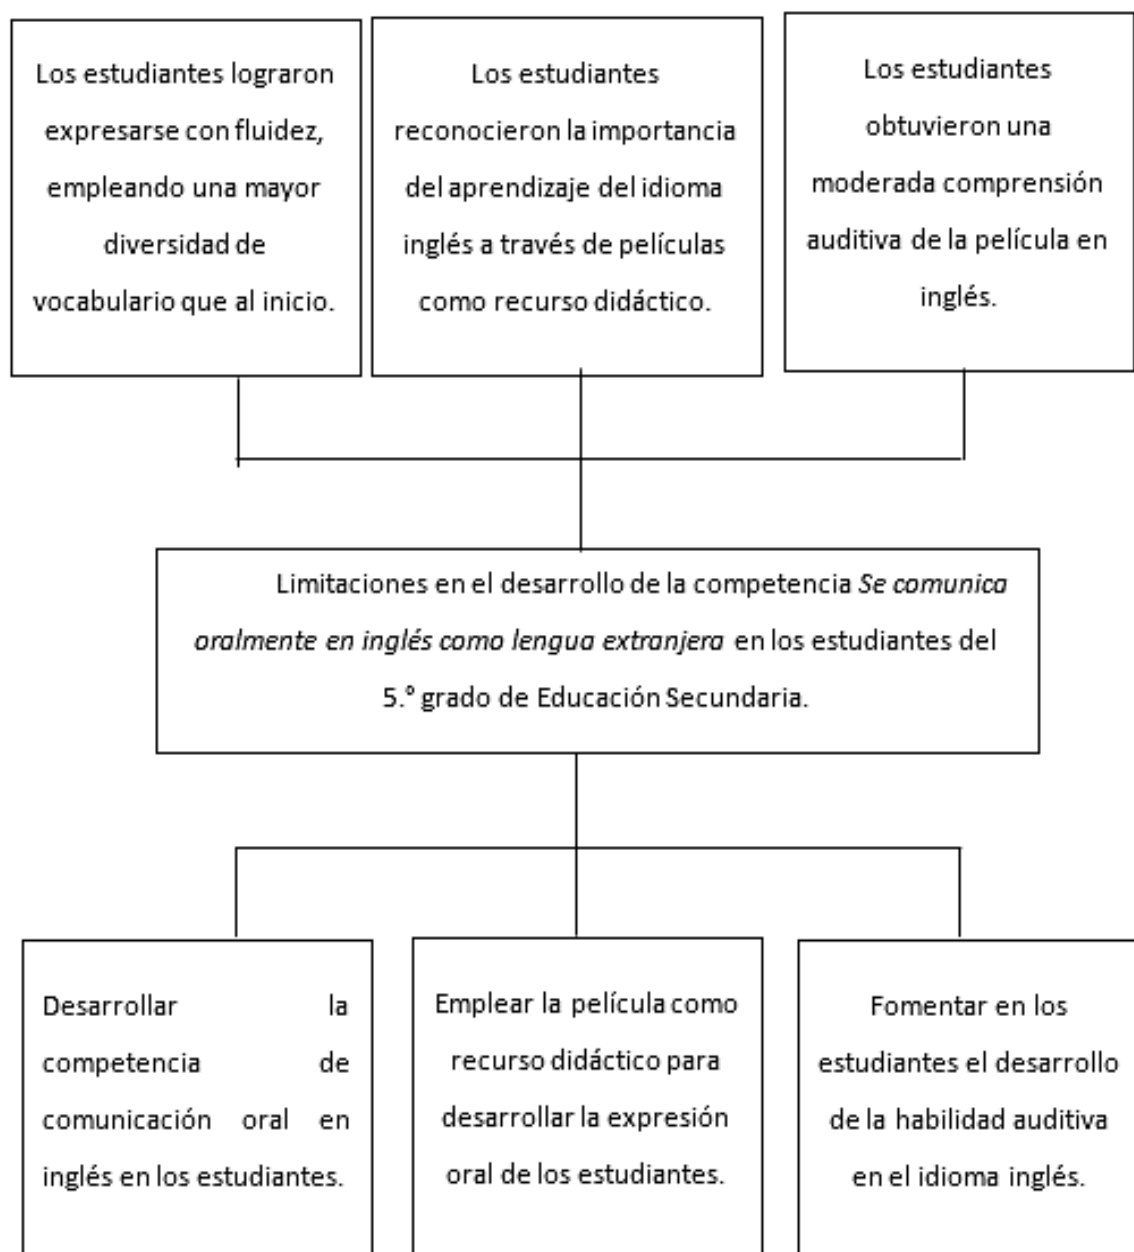 Los estudiantes lograron
expresarse con fluidez,
empleando una mayor
diversidad de
vocabulario que al inicio.
Los estudiantes
reconocieron la importancia
del aprendizaje del idioma
inglés a través de películas
como recurso didáctico.
Los estudiantes
obtuvieron una
moderada comprensión
auditiva de la película en
inglés.
Limitaciones en el desarrollo de la competencia Se comunica
oralmente en inglés como lengua extranjera en los estudiantes del
5.° grado de Educación Secundaria.
Desarrollar la
competencia de
comunicación oral en
inglés en los estudiantes.
Emplear la película como
recurso didáctico para
desarrollar la expresión
oral de los estudiantes.
Fomentar en los
estudiantes el desarrollo
de la habilidad auditiva
en el idioma inglés.